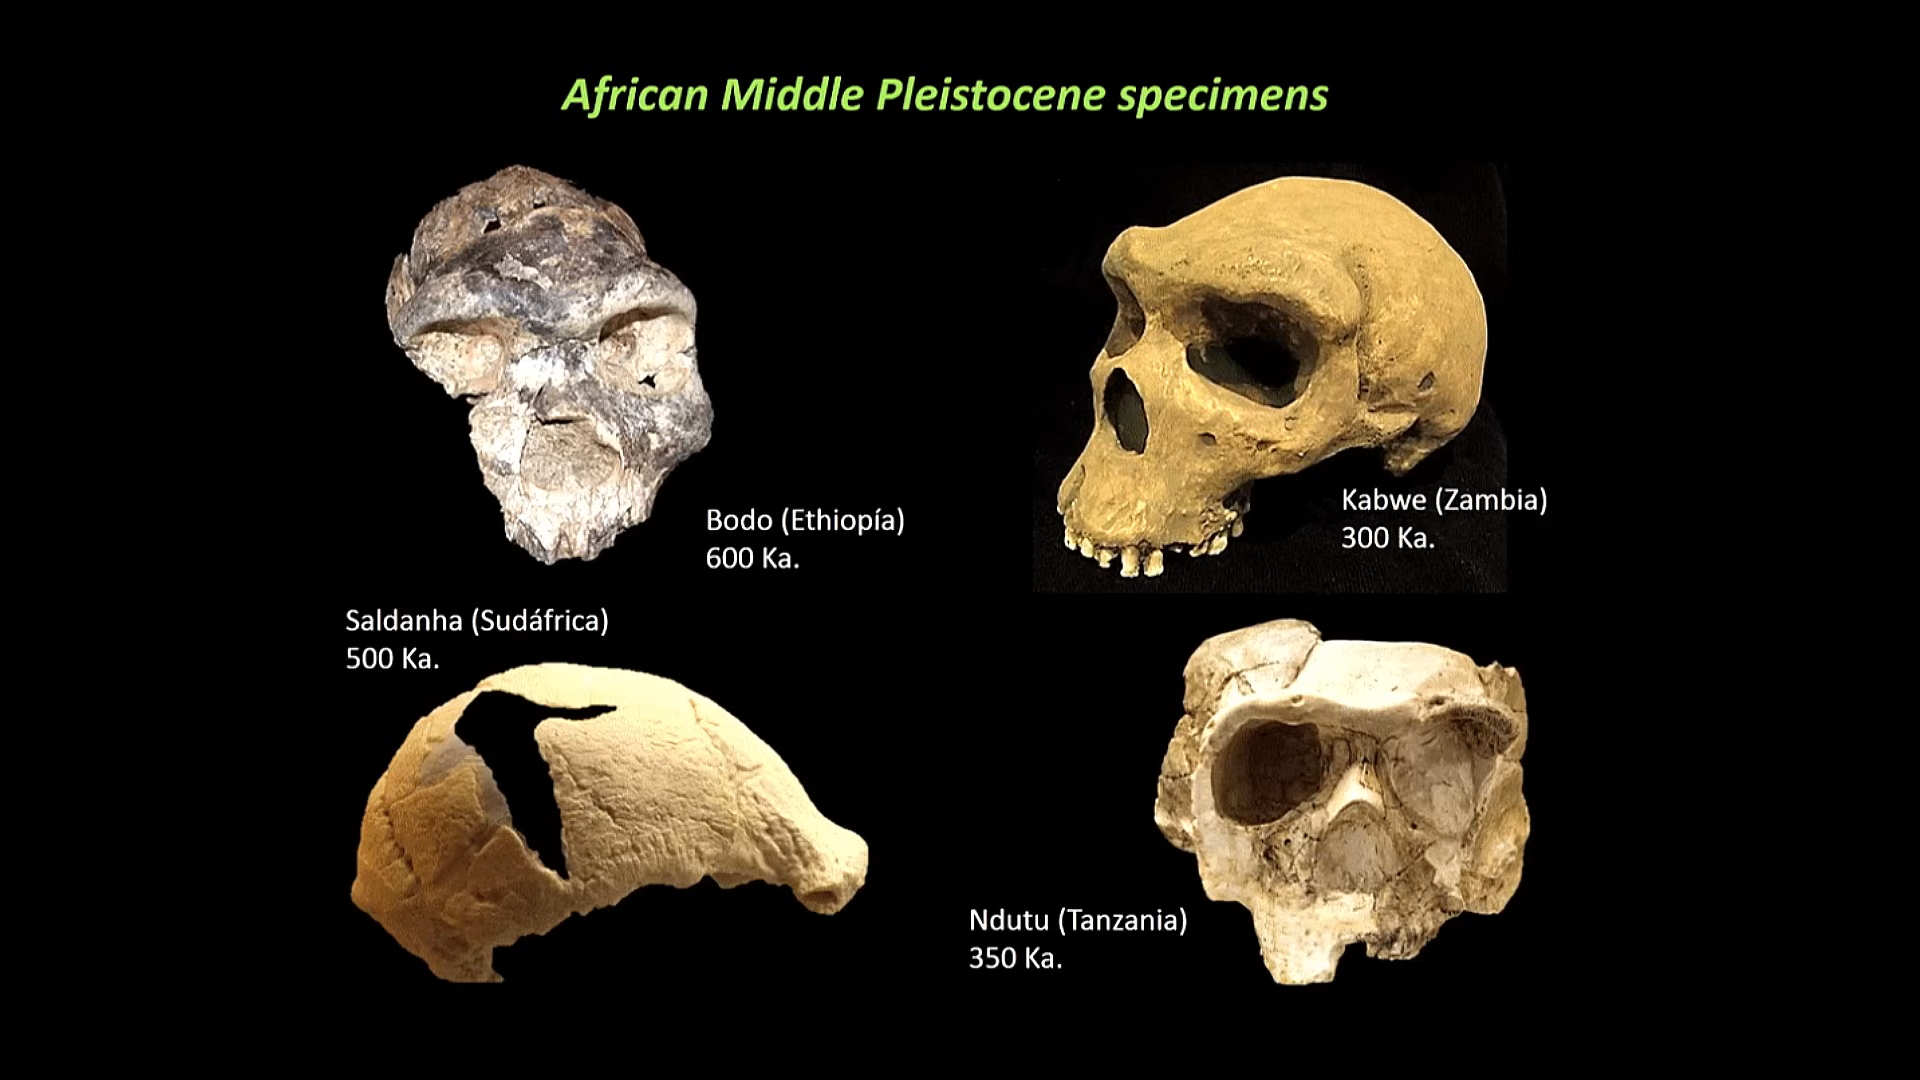 African Middle Pleistocene specimens
Bodo (Ethiopía)
600 Ka.
Kabwe (Zambia)
300 Ka.
Saldanha (Sudáfrica)
500 Ka.
Ndutu (Tanzania)
350 Ka.